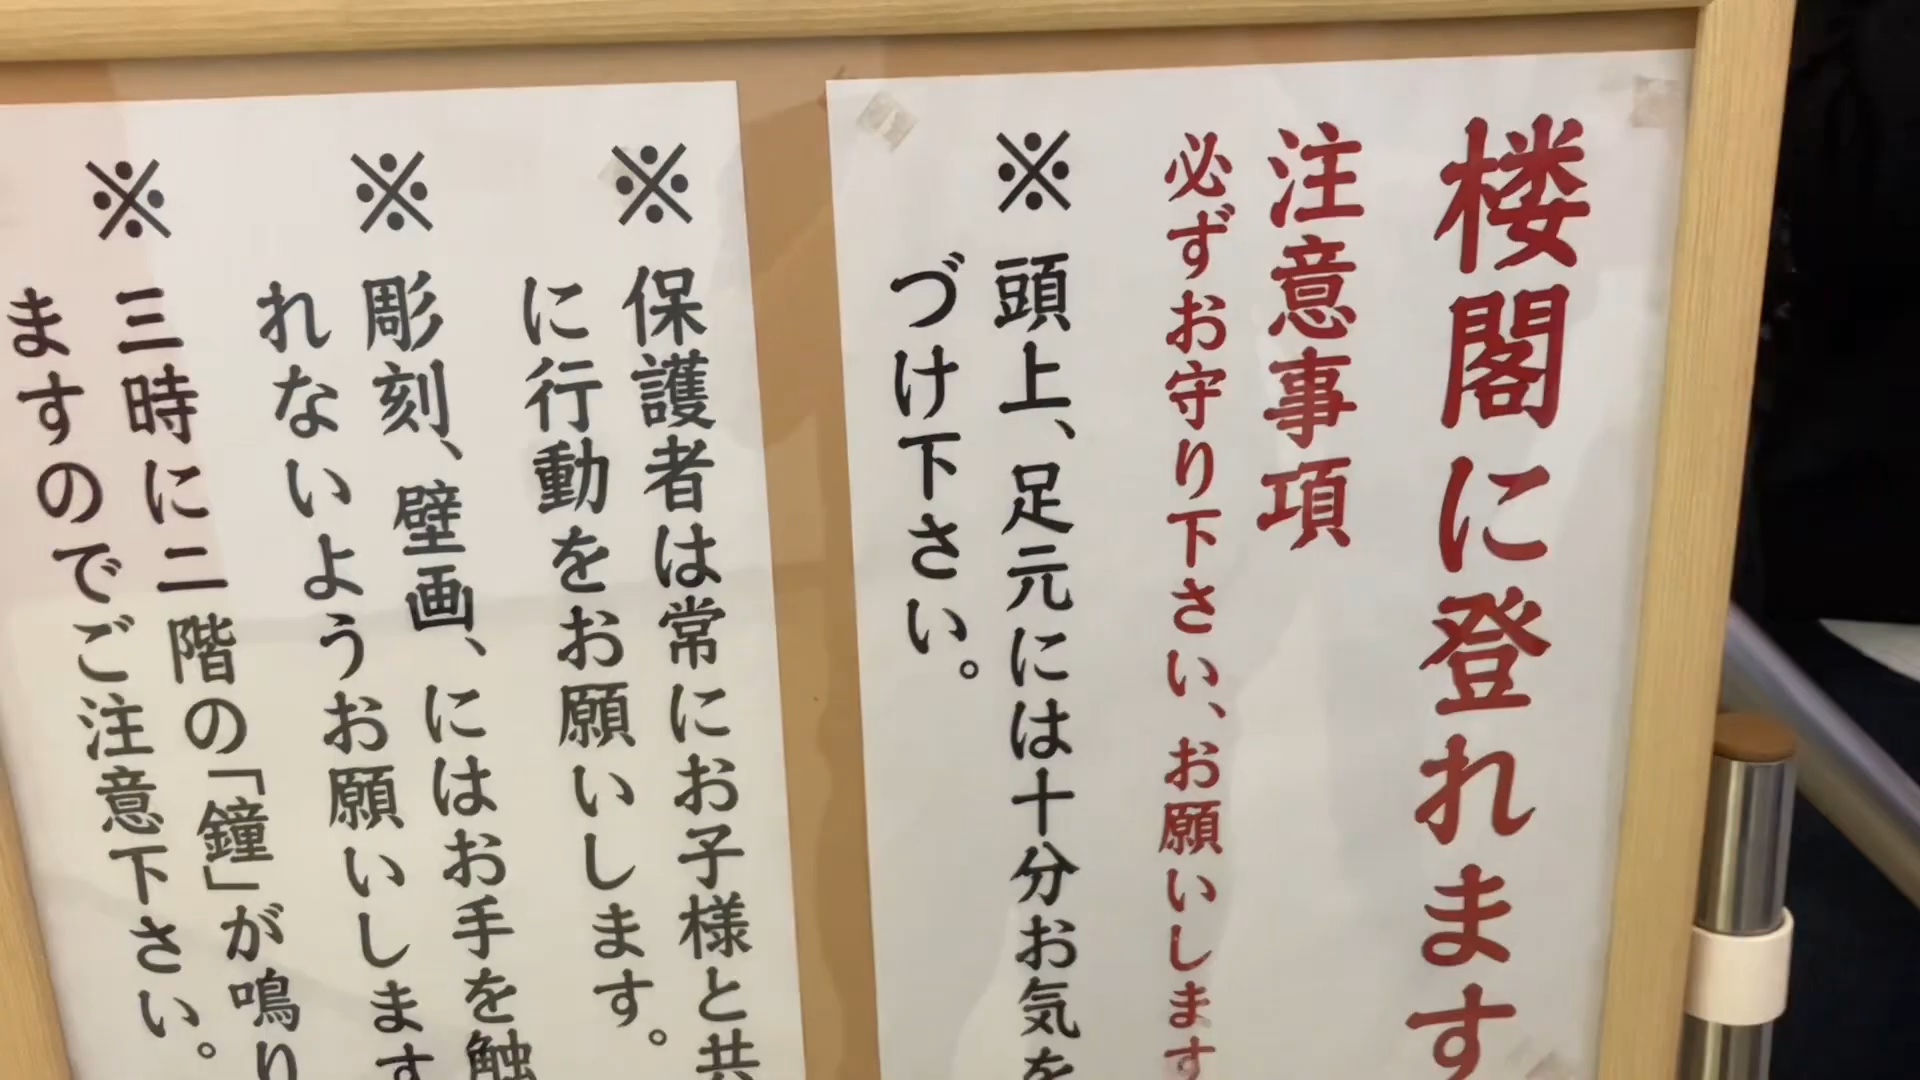 楼閣に登れます
注意事項
必ずお守り下さい、お願いします
※頭上、足元には十分お気を
づけ下さい。
※保護者は常にお子様と共
に行動をお願いします。
※彫刻、壁画、にはお手を触
れないようお願いします
※三時に二階の「鐘」が鳴り
ますのでご注意下さい。